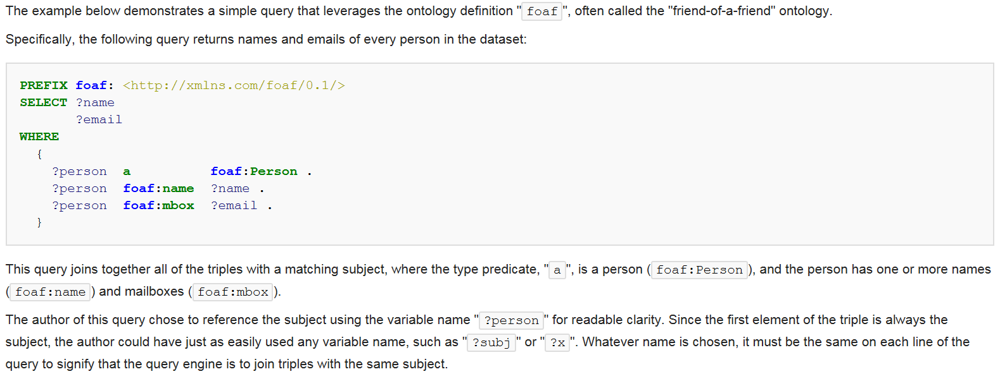 The example below demonstrates a simple query that leverages the ontology definition "foaf", often called the "friend-of-a-friend" ontology.
Specifically, the following query returns names and emails of every person in the dataset:
PREFIX foaf: <http://xmlns.com/foaf/0.1/>
SELECT ?name
?email
WHERE
{
?person a foaf:Person .
?person foaf:name ?name .
?person foaf:mbox ?email .
}
This query joins together all of the triples with a matching subject, where the type predicate, "a", is a person (foaf:Person), and the person has one or more names
(foaf:name) and mailboxes (foaf:mbox).
The author of this query chose to reference the subject using the variable name "?person" for readable clarity. Since the first element of the triple is always the
subject, the author could have just as easily used any variable name, such as "?subj" or "?x". Whatever name is chosen, it must be the same on each line of the
query to signify that the query engine is to join triples with the same subject.